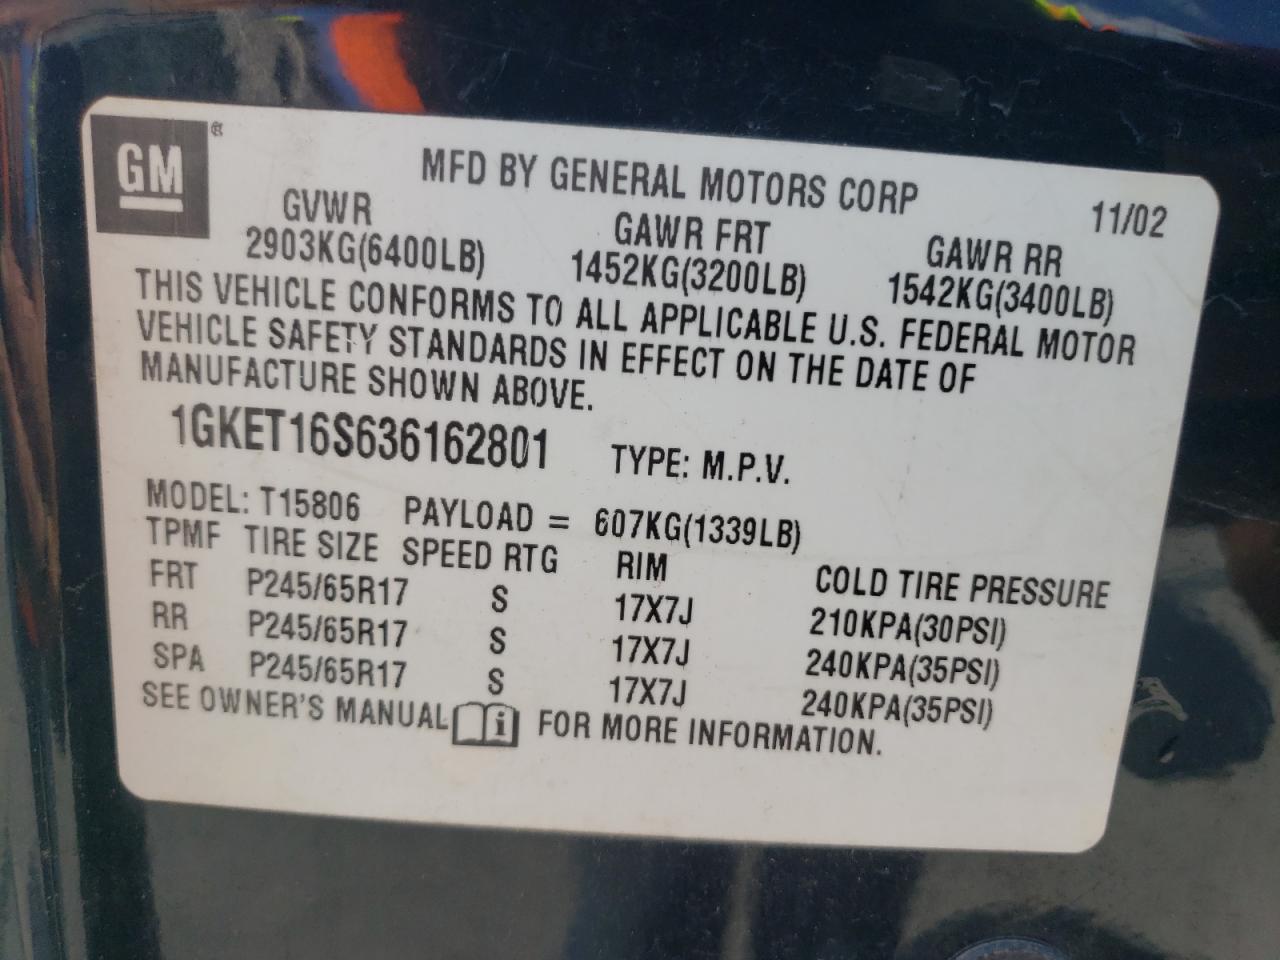 GM
MFD BY GENERAL MOTORS CORP
11/02
GVWR GAWR FRT GAWR RR
2903KG(6400LB) 1452KG(3200LB) 1542KG(3400LB)
THIS VEHICLE CONFORMS TO ALL APPLICABLE U.S. FEDERAL MOTOR
VEHICLE SAFETY STANDARDS IN EFFECT ON THE DATE OF
MANUFACTURE SHOWN ABOVE.
1GKET16S636162801 TYPE: M.P.V.
MODEL: T15806 PAYLOAD = 607KG(1339LB)
TPMF TIRE SIZE SPEED RTG RIM COLD TIRE PRESSURE
FRT P245/65R17 S 17X7J 210KPA(30PSI)
RR P245/65R17 S 17X7J 240KPA(35PSI)
SPA P245/65R17 S 17X7J 240KPA(35PSI)
SEE OWNER'S MANUAL i FOR MORE INFORMATION.